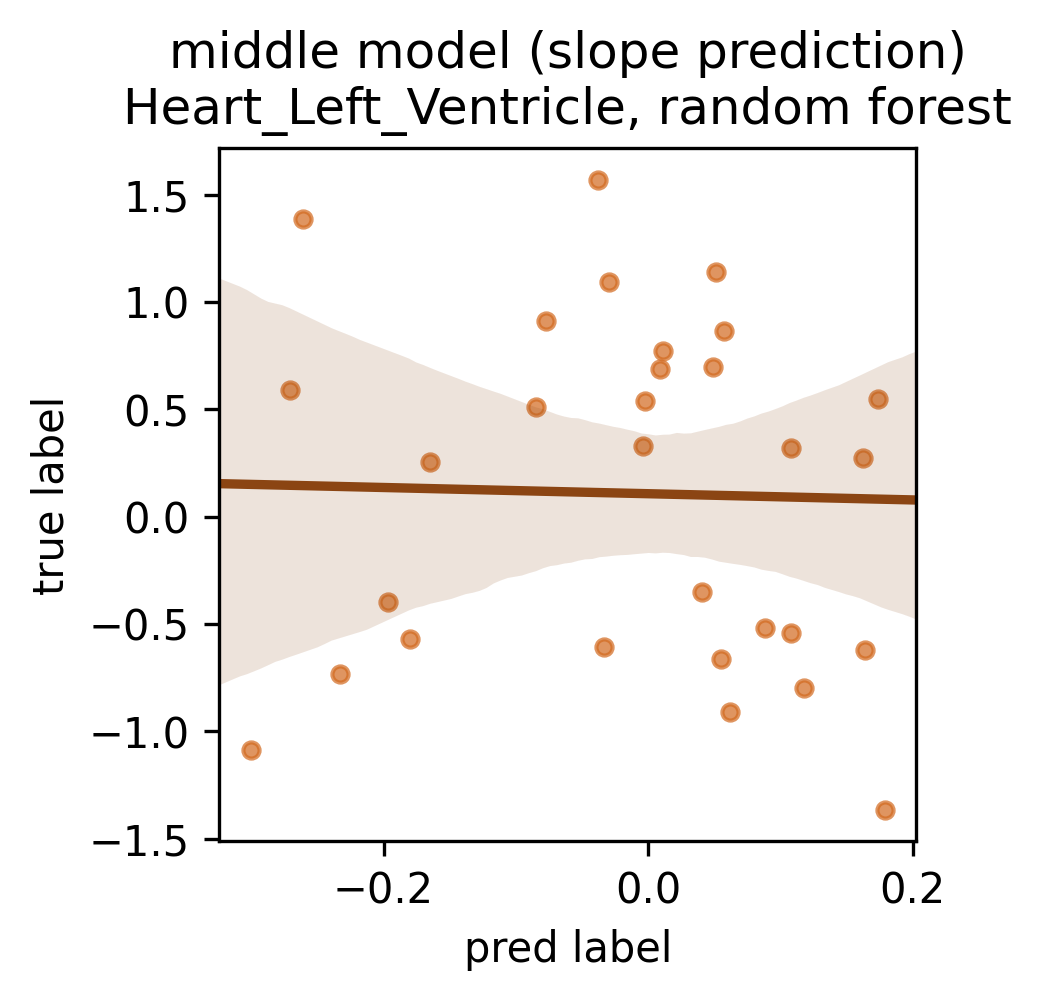 middle model (slope prediction)
Heart_Left_Ventricle, random forest
1.5
1.0
0.5
0.0
−0.5
−1.0
−1.5
true label
−0.2
0.0
0.2
pred label